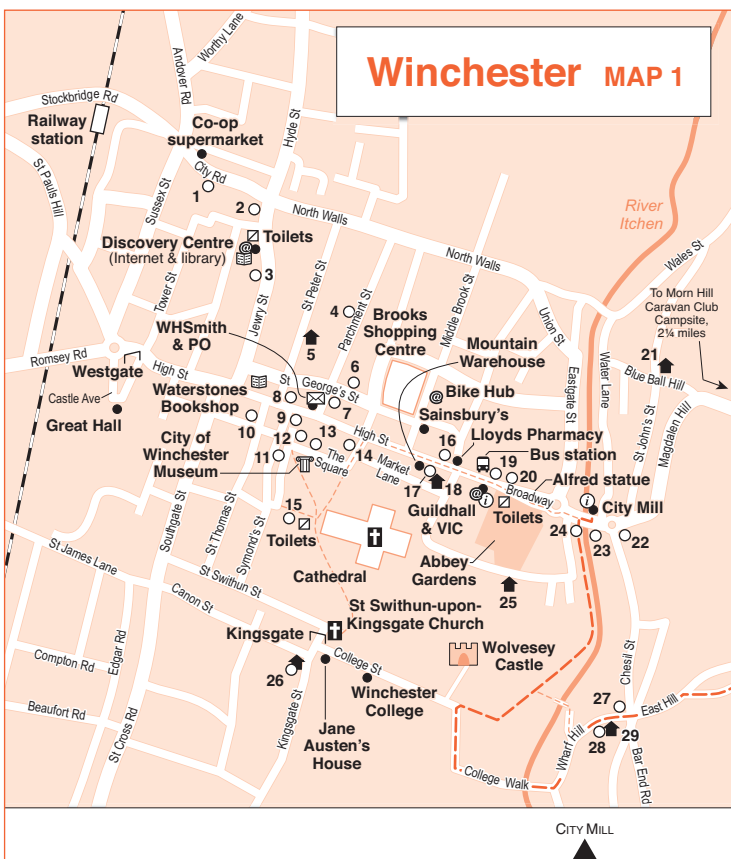 Winchester MAP 1
Worthy Lane
Andover Rd
Stockbridge Rd
Hyde St
Railway
station
Co-op
supermarket
City Rd
St Pauls Hill
Sussex St
1
2
North Walls
River
Itchen
Toilets
@
Discovery Centre
(Internet & library)
3
North Walls
Wales St
Tower St
Jewry St
St Peter St
Parchment St
4
Middle Brook St
Union St
To Morn Hill
Caravan Club
Campsite,
2¼ miles
WHSmith
& PO
5
Brooks
Shopping
Centre
Mountain
Warehouse
Eastgate St
Water Lane
21
Blue Ball Hill
Romsey Rd
Westgate
High St
6
St George's St
Castle Ave
Great Hall
Waterstones
Bookshop
8
7
@ Bike Hub
Sainsbury's
St John's St
Magdalen Hill
10
9
12
13
High St
16
Lloyds Pharmacy
Bus station
City of
Winchester
Museum
11
The
Square
14
Market
Lane
17
18
19
20
Alfred statue
Broadway
@
i
i
City Mill
Guildhall
& VIC
Toilets
Southgate St
St Thomas St
Symond's St
15
Toilets
24
23
22
St James Lane
Cathedral
Abbey
Gardens
25
St Swithun St
Canon St
St Swithun-upon-
Kingsgate Church
Kingsgate
College St
Wolvesey
Castle
Chesil St
Compton Rd
Edgar Rd
26
Winchester
College
27
East Hill
Beaufort Rd
St Cross Rd
Kingsgate St
Jane
Austen's
House
Wharf Hill
28
29
College Walk
Bar End Rd
CITY MILL